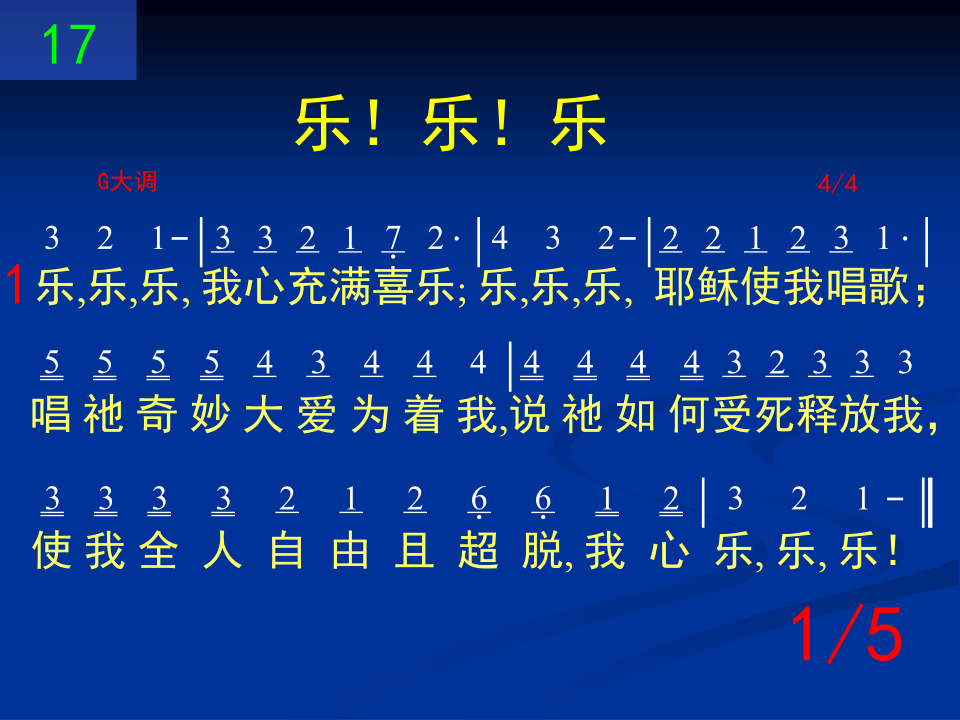 17
乐！乐！乐
G大调 4/4
3 2 1-|3 3 2 1 7 2·|4 3 2-|2 2 1 2 3 1·|
1乐,乐,乐, 我心充满喜乐; 乐,乐,乐, 耶稣使我唱歌；
5 5 5 5 4 3 4 4 4|4 4 4 4 3 2 3 3 3
唱 祂 奇 妙 大 爱 为 着 我,说 祂 如 何受死释放我，
3 3 3 3 2 1 2 6 6 1 2| 3 2 1 -‖
使 我 全 人 自 由 且 超 脱, 我 心 乐, 乐, 乐！
1/5